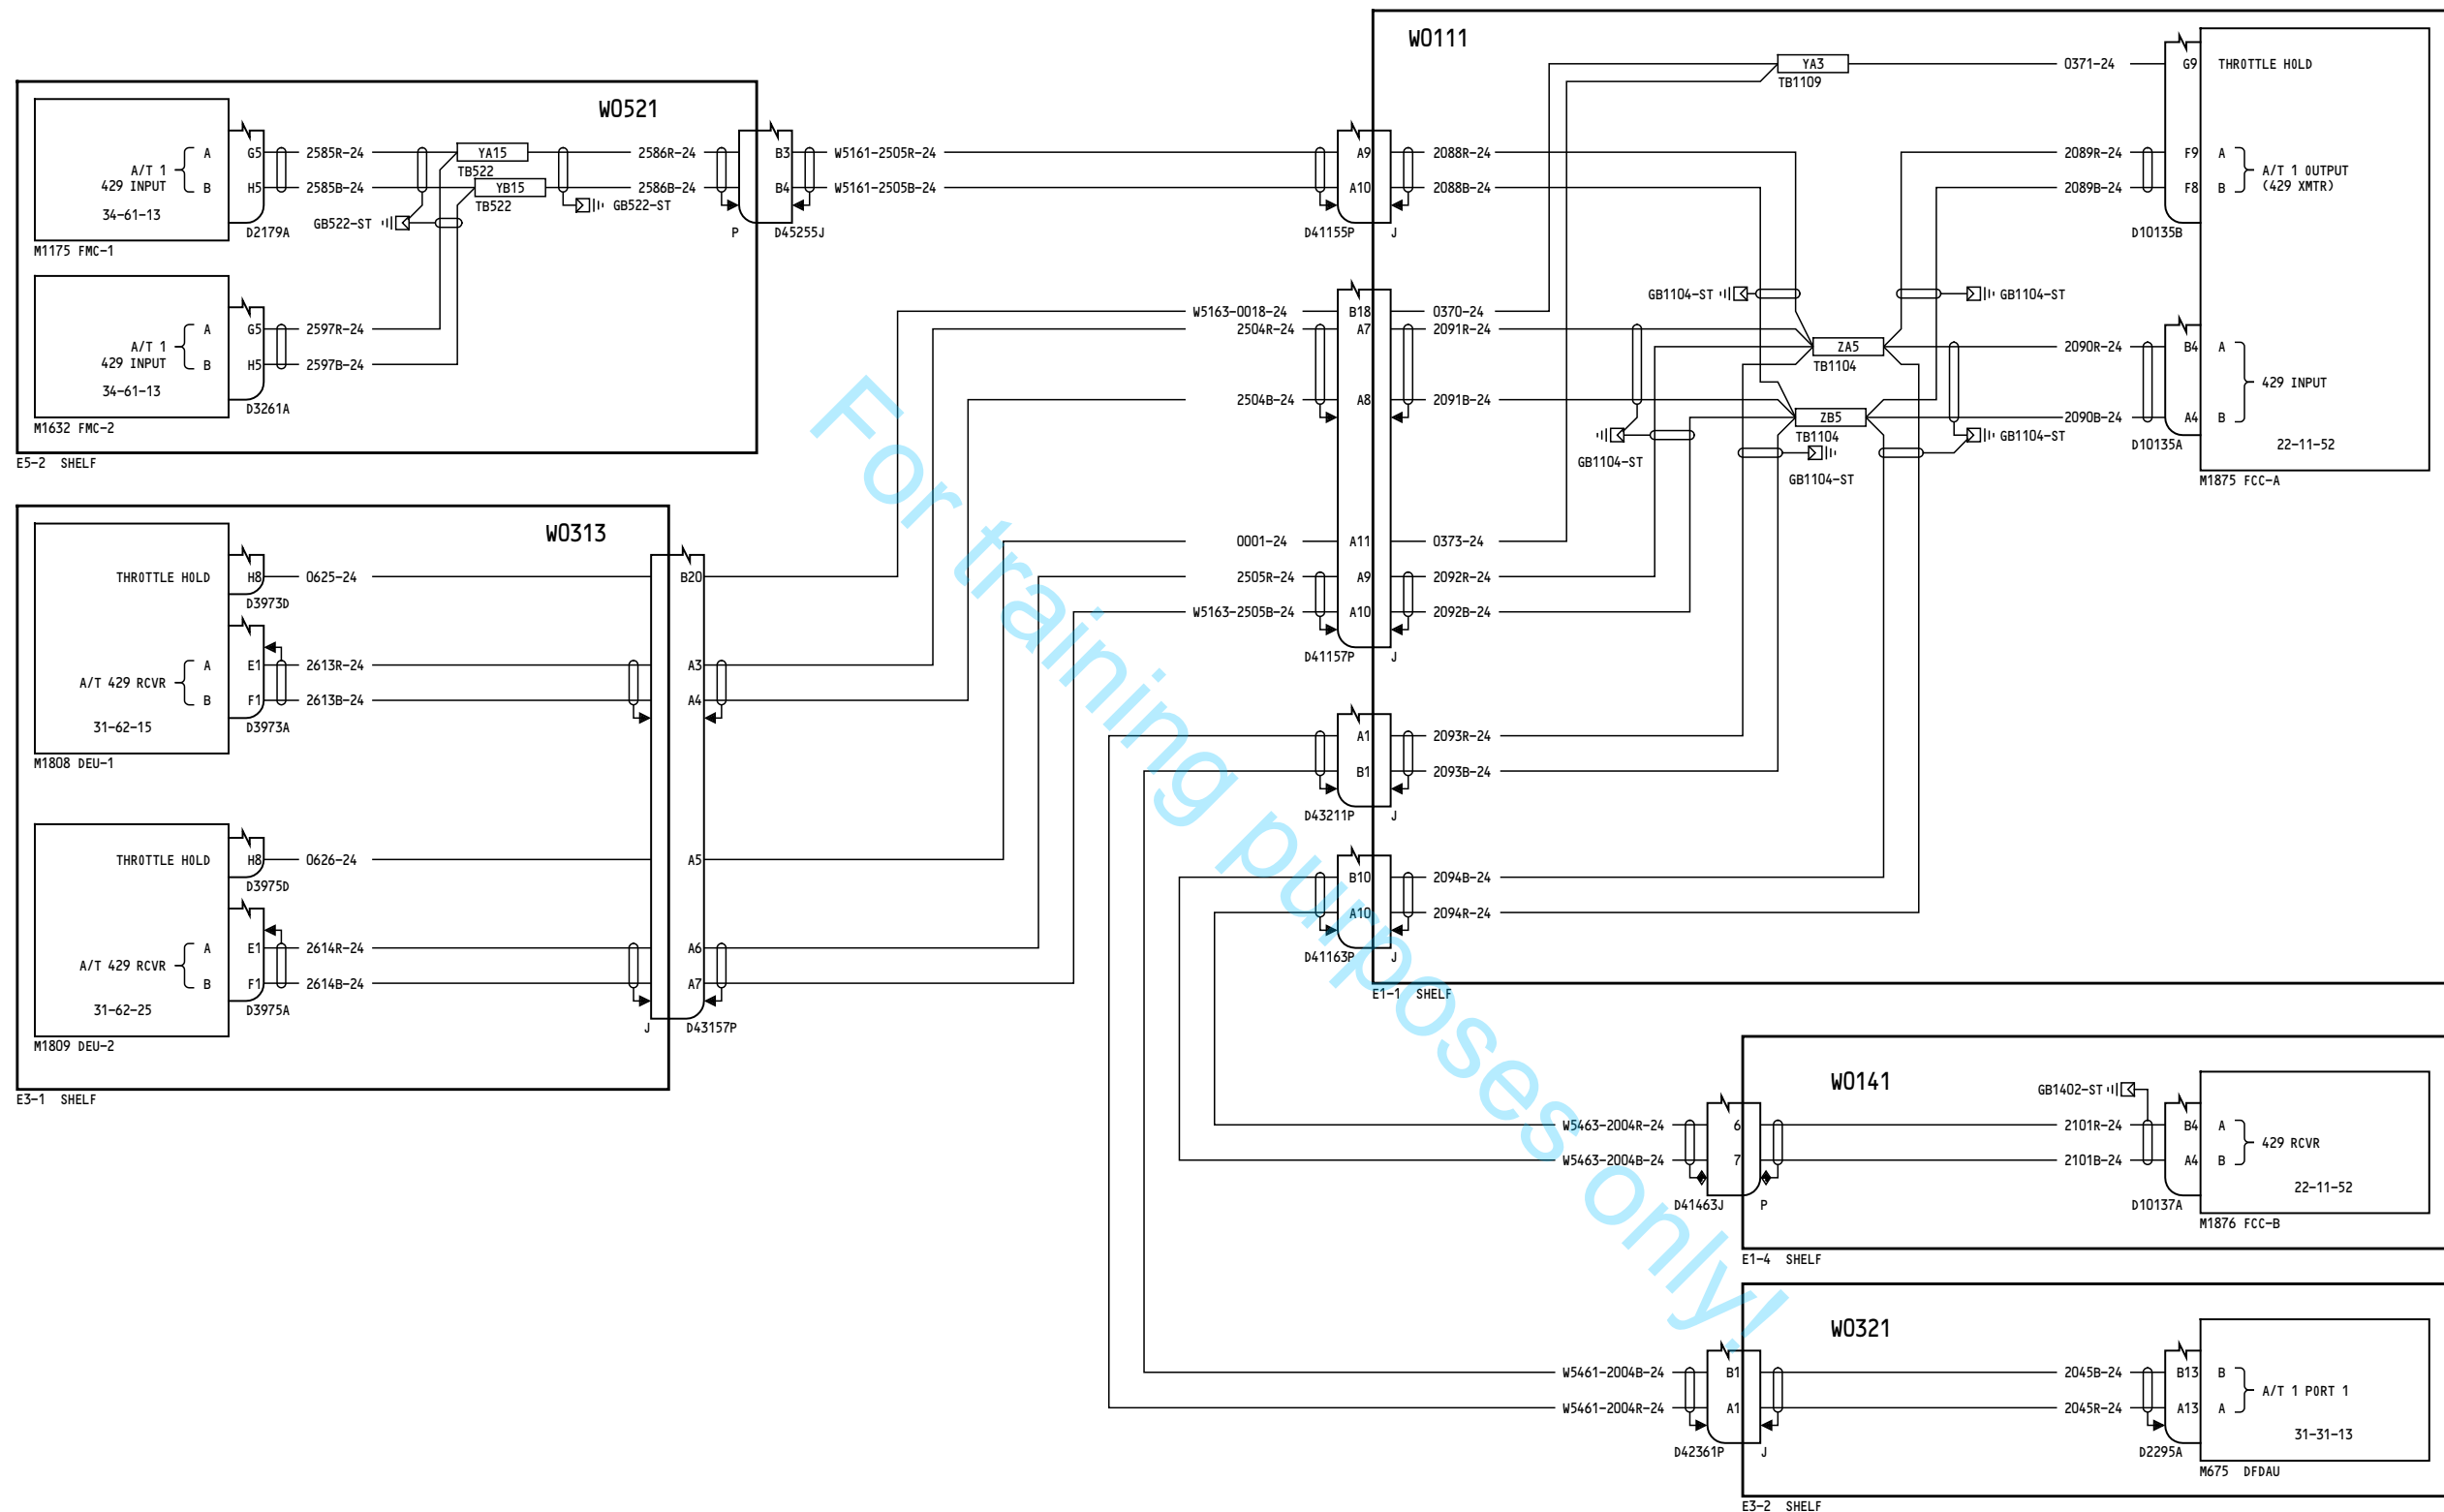 W0521
A/T 1
429 INPUT
A
B
34-61-13
M1175 FMC-1
G5
H5
D2179A
2585R-24
2585B-24
YA15
TB522
YB15
TB522
GB522-ST
GB522-ST
2586R-24
2586B-24
B3
B4
P
D45255J
W5161-2505R-24
W5161-2505B-24
A/T 1
429 INPUT
A
B
34-61-13
M1632 FMC-2
G5
H5
D3261A
2597R-24
2597B-24
E5-2 SHELF
W0313
THROTTLE HOLD
H8
D3973D
0625-24
A/T 429 RCVR
A
B
E1
F1
D3973A
2613R-24
2613B-24
31-62-15
M1808 DEU-1
THROTTLE HOLD
H8
D3975D
0626-24
A/T 429 RCVR
A
B
E1
F1
D3975A
2614R-24
2614B-24
31-62-25
M1809 DEU-2
B20
A3
A4
A5
A6
A7
J
D43157P
E3-1 SHELF
W0111
A9
A10
D41155P
J
2088R-24
2088B-24
YA3
TB1109
0371-24
G9
THROTTLE HOLD
2089R-24
2089B-24
F9
F8
A
B
A/T 1 OUTPUT
(429 XMTR)
D10135B
W5163-0018-24
2504R-24
2504B-24
0001-24
2505R-24
W5163-2505B-24
B18
A7
A8
A11
A9
A10
D41157P
J
0370-24
2091R-24
2091B-24
0373-24
2092R-24
2092B-24
GB1104-ST
GB1104-ST
ZA5
TB1104
ZB5
TB1104
GB1104-ST
GB1104-ST
GB1104-ST
2090R-24
2090B-24
B4
A4
D10135A
A
B
429 INPUT
22-11-52
M1875 FCC-A
A1
B1
D43211P
J
2093R-24
2093B-24
B10
A10
D41163P
J
2094B-24
2094R-24
E1-1 SHELF
W0141
W5463-2004R-24
W5463-2004B-24
6
7
D41463J
P
GB1402-ST
2101R-24
2101B-24
B4
A4
D10137A
A
B
429 RCVR
22-11-52
M1876 FCC-B
E1-4 SHELF
W0321
W5461-2004B-24
W5461-2004R-24
B1
A1
D42361P
J
2045B-24
2045R-24
B13
A13
D2295A
B
A
A/T 1 PORT 1
31-31-13
M675 DFDAU
E3-2 SHELF
For training purposes only!